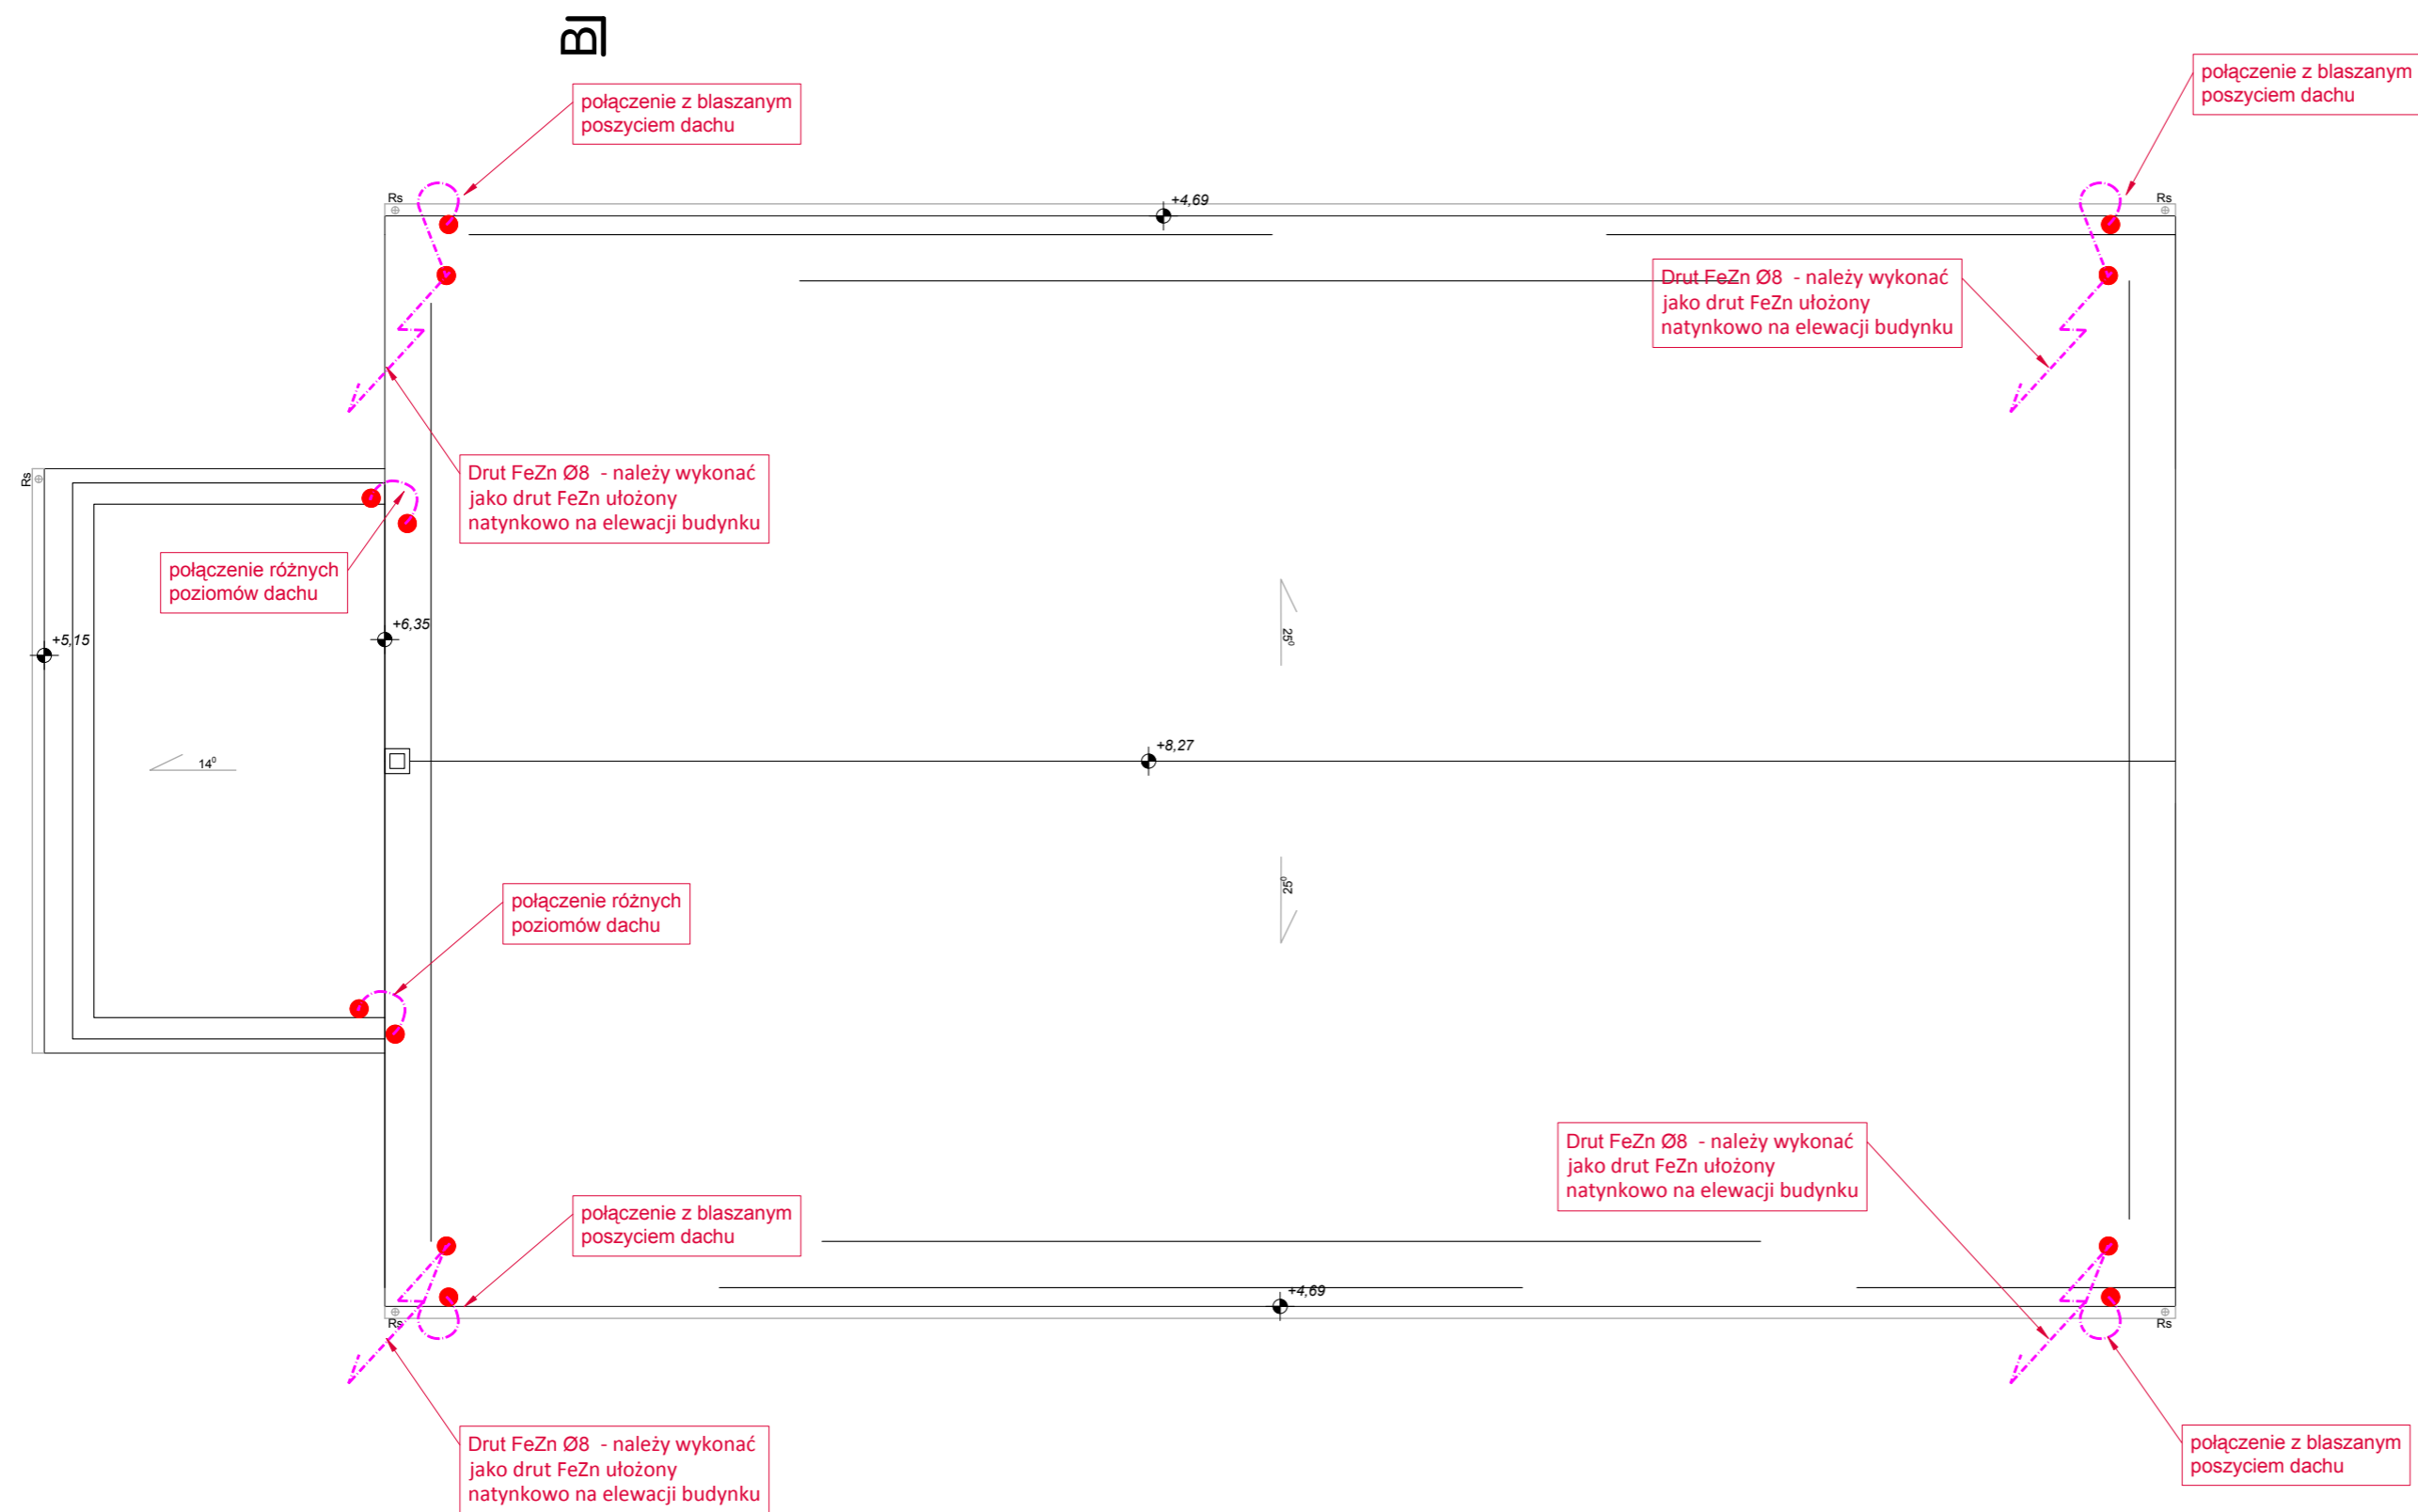 B
połączenie z blaszanym
poszyciem dachu
połączenie z blaszanym
poszyciem dachu
Rs
+4,69
Rs
Drut FeZn Ø8 - należy wykonać
jako drut FeZn ułożony
natynkowo na elewacji budynku
Drut FeZn Ø8 - należy wykonać
jako drut FeZn ułożony
natynkowo na elewacji budynku
Rs
połączenie różnych
poziomów dachu
+6,35
+5,15
25⁰
+8,27
14⁰
25⁰
połączenie różnych
poziomów dachu
Drut FeZn Ø8 - należy wykonać
jako drut FeZn ułożony
natynkowo na elewacji budynku
połączenie z blaszanym
poszyciem dachu
+4,69
Rs
Rs
Drut FeZn Ø8 - należy wykonać
jako drut FeZn ułożony
natynkowo na elewacji budynku
połączenie z blaszanym
poszyciem dachu